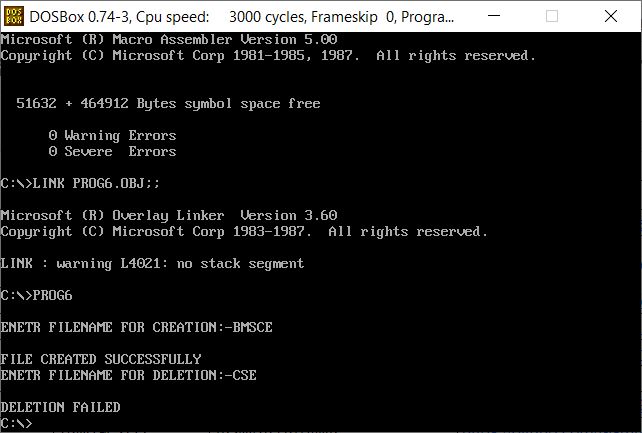 DOSBox 0.74-3, Cpu speed:    3000 cycles, Frameskip  0, Progra...
Microsoft (R) Macro Assembler Version 5.00
Copyright (C) Microsoft Corp 1981-1985, 1987.  All rights reserved.
51632 + 464912 Bytes symbol space free
0 Warning Errors
0 Severe  Errors
C:\>LINK PROG6.OBJ;;
Microsoft (R) Overlay Linker  Version 3.60
Copyright (C) Microsoft Corp 1983-1987.  All rights reserved.
LINK : warning L4021: no stack segment
C:\>PROG6
ENETR FILENAME FOR CREATION:-BMSCE
FILE CREATED SUCCESSFULLY
ENETR FILENAME FOR DELETION:-CSE
DELETION FAILED
C:\>